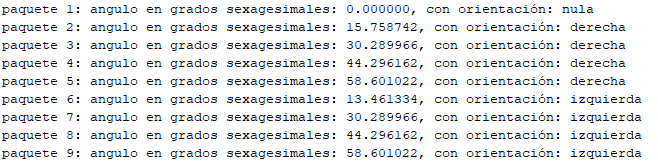 paquete 1: angulo en grados sexagesimales: 0.000000, con orientación: nula
paquete 2: angulo en grados sexagesimales: 15.758742, con orientación: derecha
paquete 3: angulo en grados sexagesimales: 30.289966, con orientación: derecha
paquete 4: angulo en grados sexagesimales: 44.296162, con orientación: derecha
paquete 5: angulo en grados sexagesimales: 58.601022, con orientación: derecha
paquete 6: angulo en grados sexagesimales: 13.461334, con orientación: izquierda
paquete 7: angulo en grados sexagesimales: 30.289966, con orientación: izquierda
paquete 8: angulo en grados sexagesimales: 44.296162, con orientación: izquierda
paquete 9: angulo en grados sexagesimales: 58.601022, con orientación: izquierda